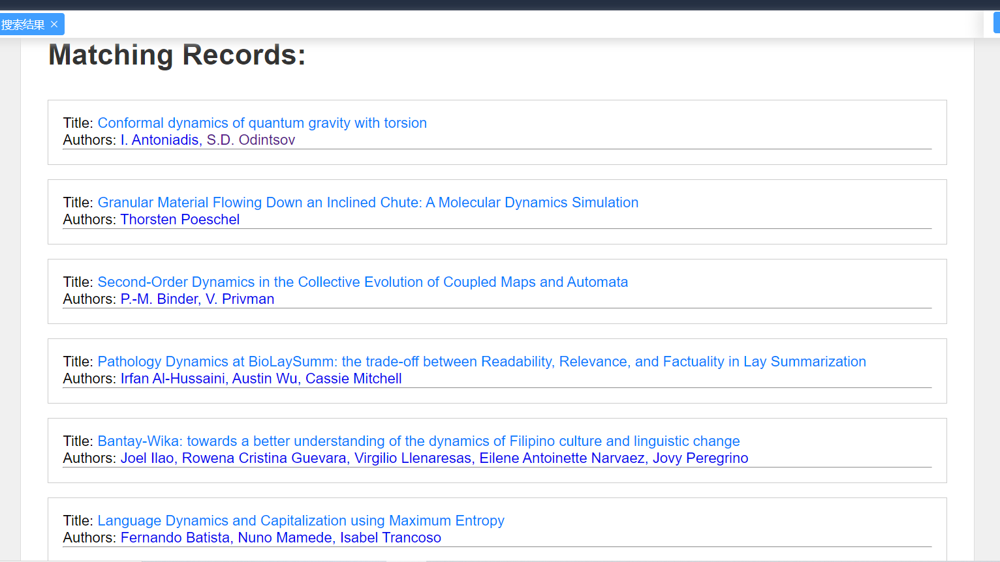 搜索结果
Matching Records:
Title: Conformal dynamics of quantum gravity with torsion
Authors: I. Antoniadis, S.D. Odintsov
Title: Granular Material Flowing Down an Inclined Chute: A Molecular Dynamics Simulation
Authors: Thorsten Poeschel
Title: Second-Order Dynamics in the Collective Evolution of Coupled Maps and Automata
Authors: P.-M. Binder, V. Privman
Title: Pathology Dynamics at BioLaySumm: the trade-off between Readability, Relevance, and Factuality in Lay Summarization
Authors: Irfan Al-Hussaini, Austin Wu, Cassie Mitchell
Title: Bantay-Wika: towards a better understanding of the dynamics of Filipino culture and linguistic change
Authors: Joel Ilao, Rowena Cristina Guevara, Virgilio Llenaresas, Eilene Antoinette Narvaez, Jovy Peregrino
Title: Language Dynamics and Capitalization using Maximum Entropy
Authors: Fernando Batista, Nuno Mamede, Isabel Trancoso